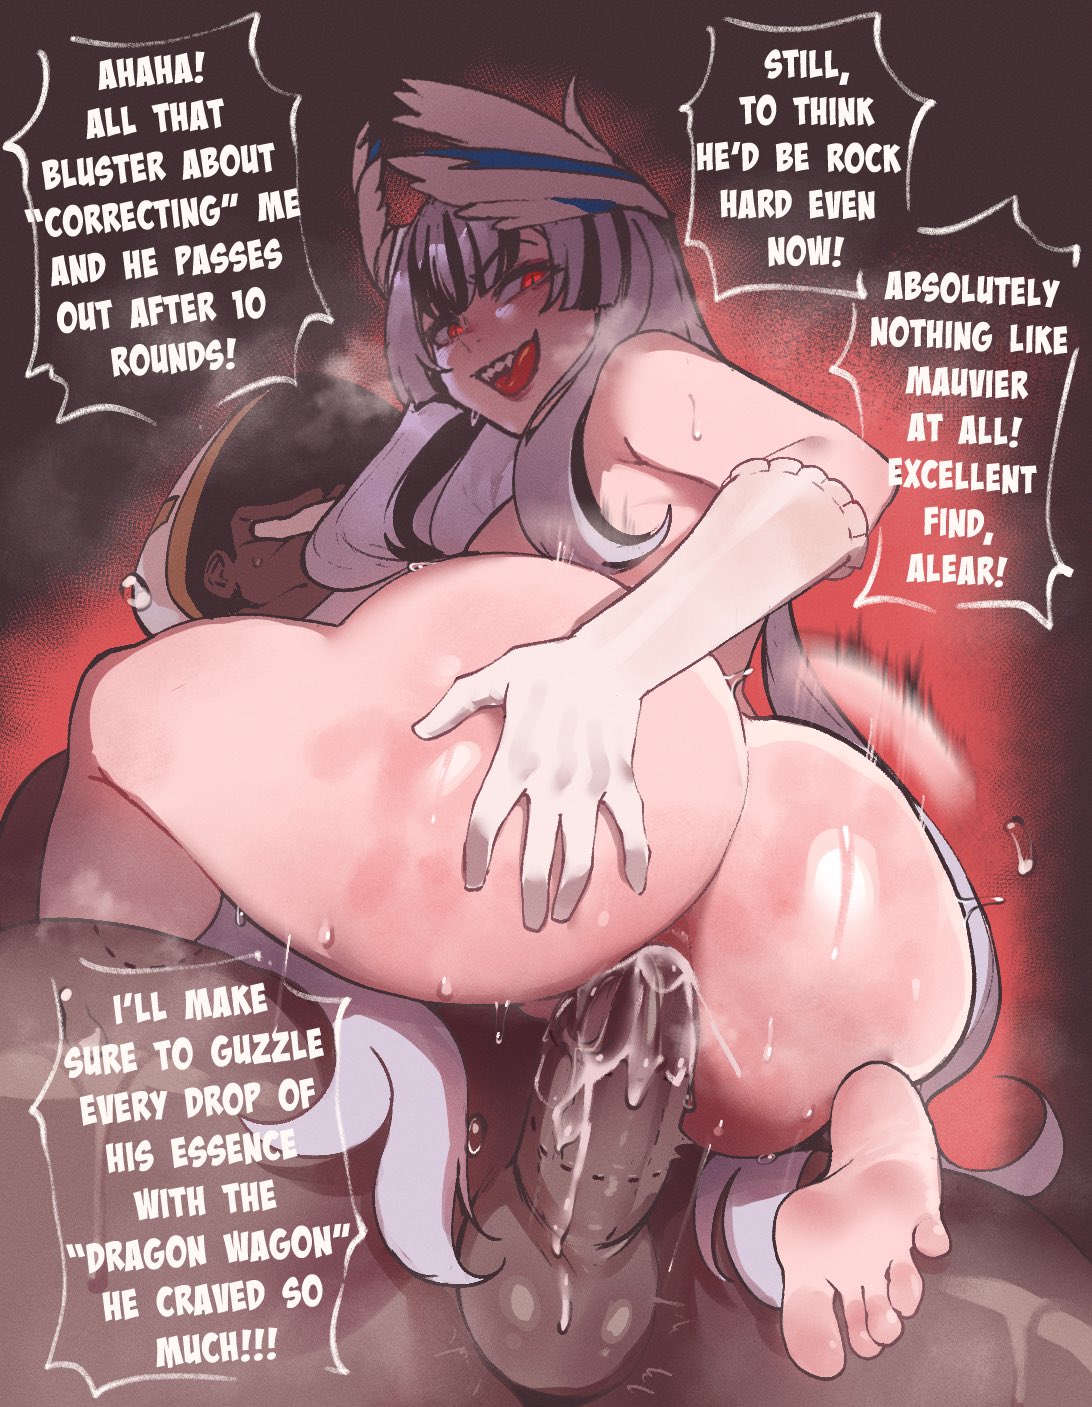 AHAHA!
ALL THAT
BLUSTER ABOUT
"CORRECTING" ME
AND HE PASSES
OUT AFTER 10
ROUNDS!
STILL,
TO THINK
HE'D BE ROCK
HARD EVEN
NOW!
ABSOLUTELY
NOTHING LIKE
MAUVIER
AT ALL!
EXCELLENT
FIND,
ALEAR!
I'LL MAKE
SURE TO GUZZLE
EVERY DROP OF
HIS ESSENCE
WITH THE
"DRAGON WAGON"
HE CRAVED SO
MUCH!!!